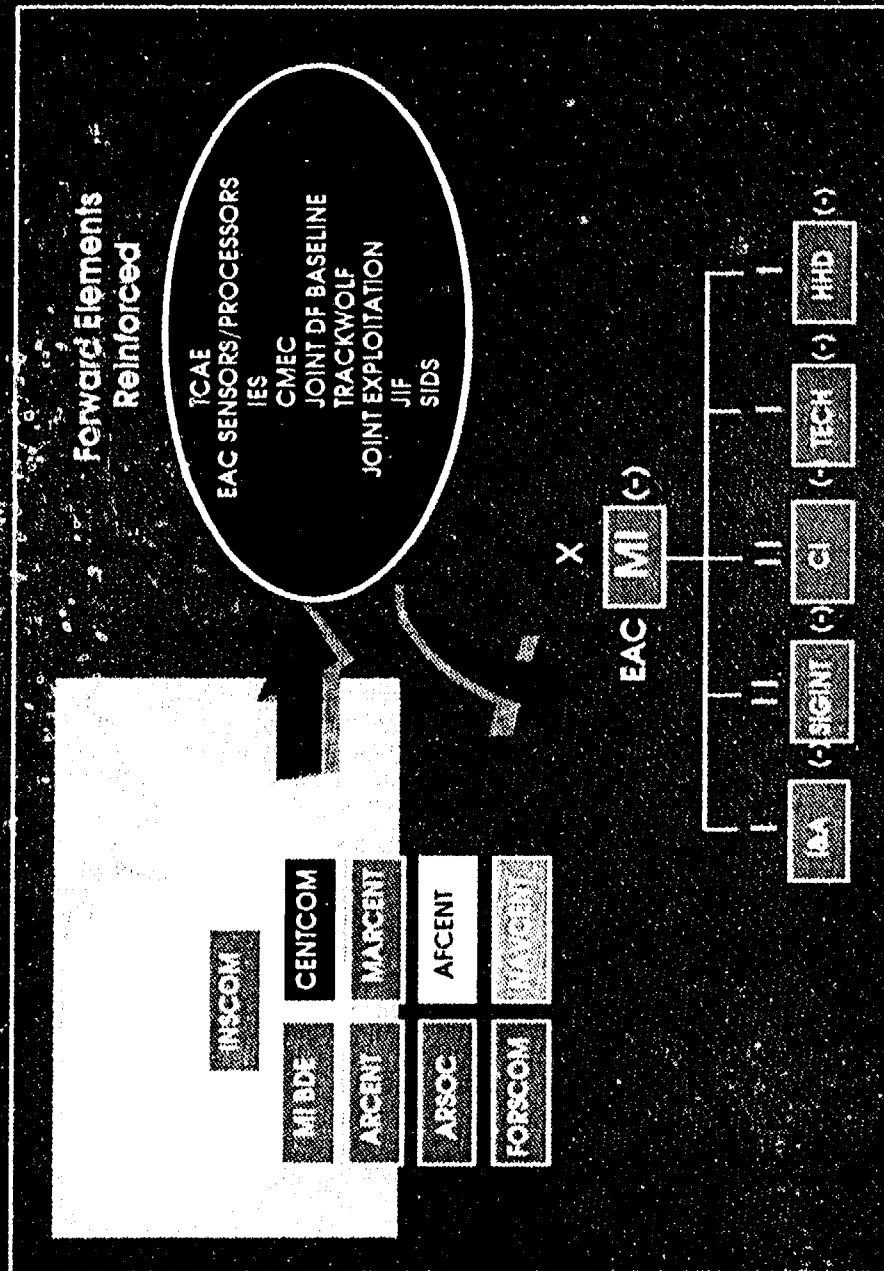 Forward Elements
Reinforced
TCAE
EAC SENSORS/PROCESSORS
IES
CMEC
JOINT DF BASELINE
TRACKWOLF
JOINT EXPLOITATION
JIF
SIDS
INSCOM
MI BDE CENTCOM
ARCENT MARCENT
ARSOC AFCENT
FORSCOM NAVCENT
X
EAC MI (-)
I II II I I
I&A (-) SIGINT (-) CI (-) TECH (-) HHD (-)